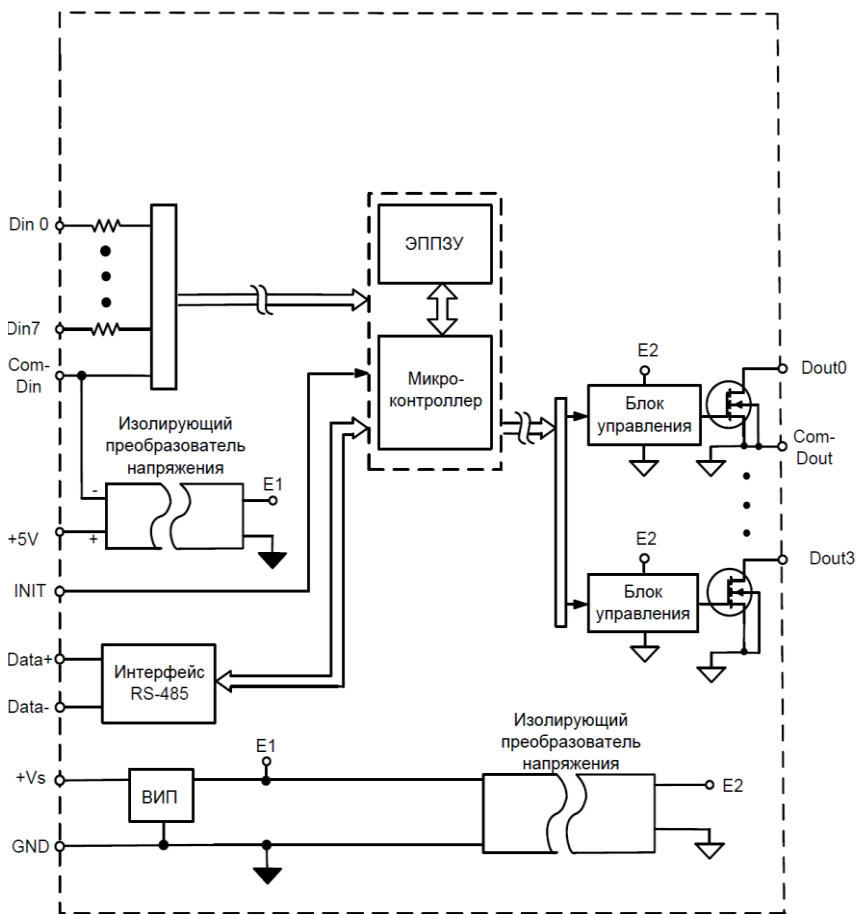 Din 0
Din7
Com-
Din
+5V
INIT
Data+
Data-
+Vs
GND
ЭППЗУ
Микро-
контроллер
Изолирующий
преобразователь
напряжения
-
+
E1
Интерфейс
RS-485
E1
ВИП
Изолирующий
преобразователь
напряжения
E2
E2
Блок
управления
E2
Блок
управления
Dout0
Com-
Dout
Dout3